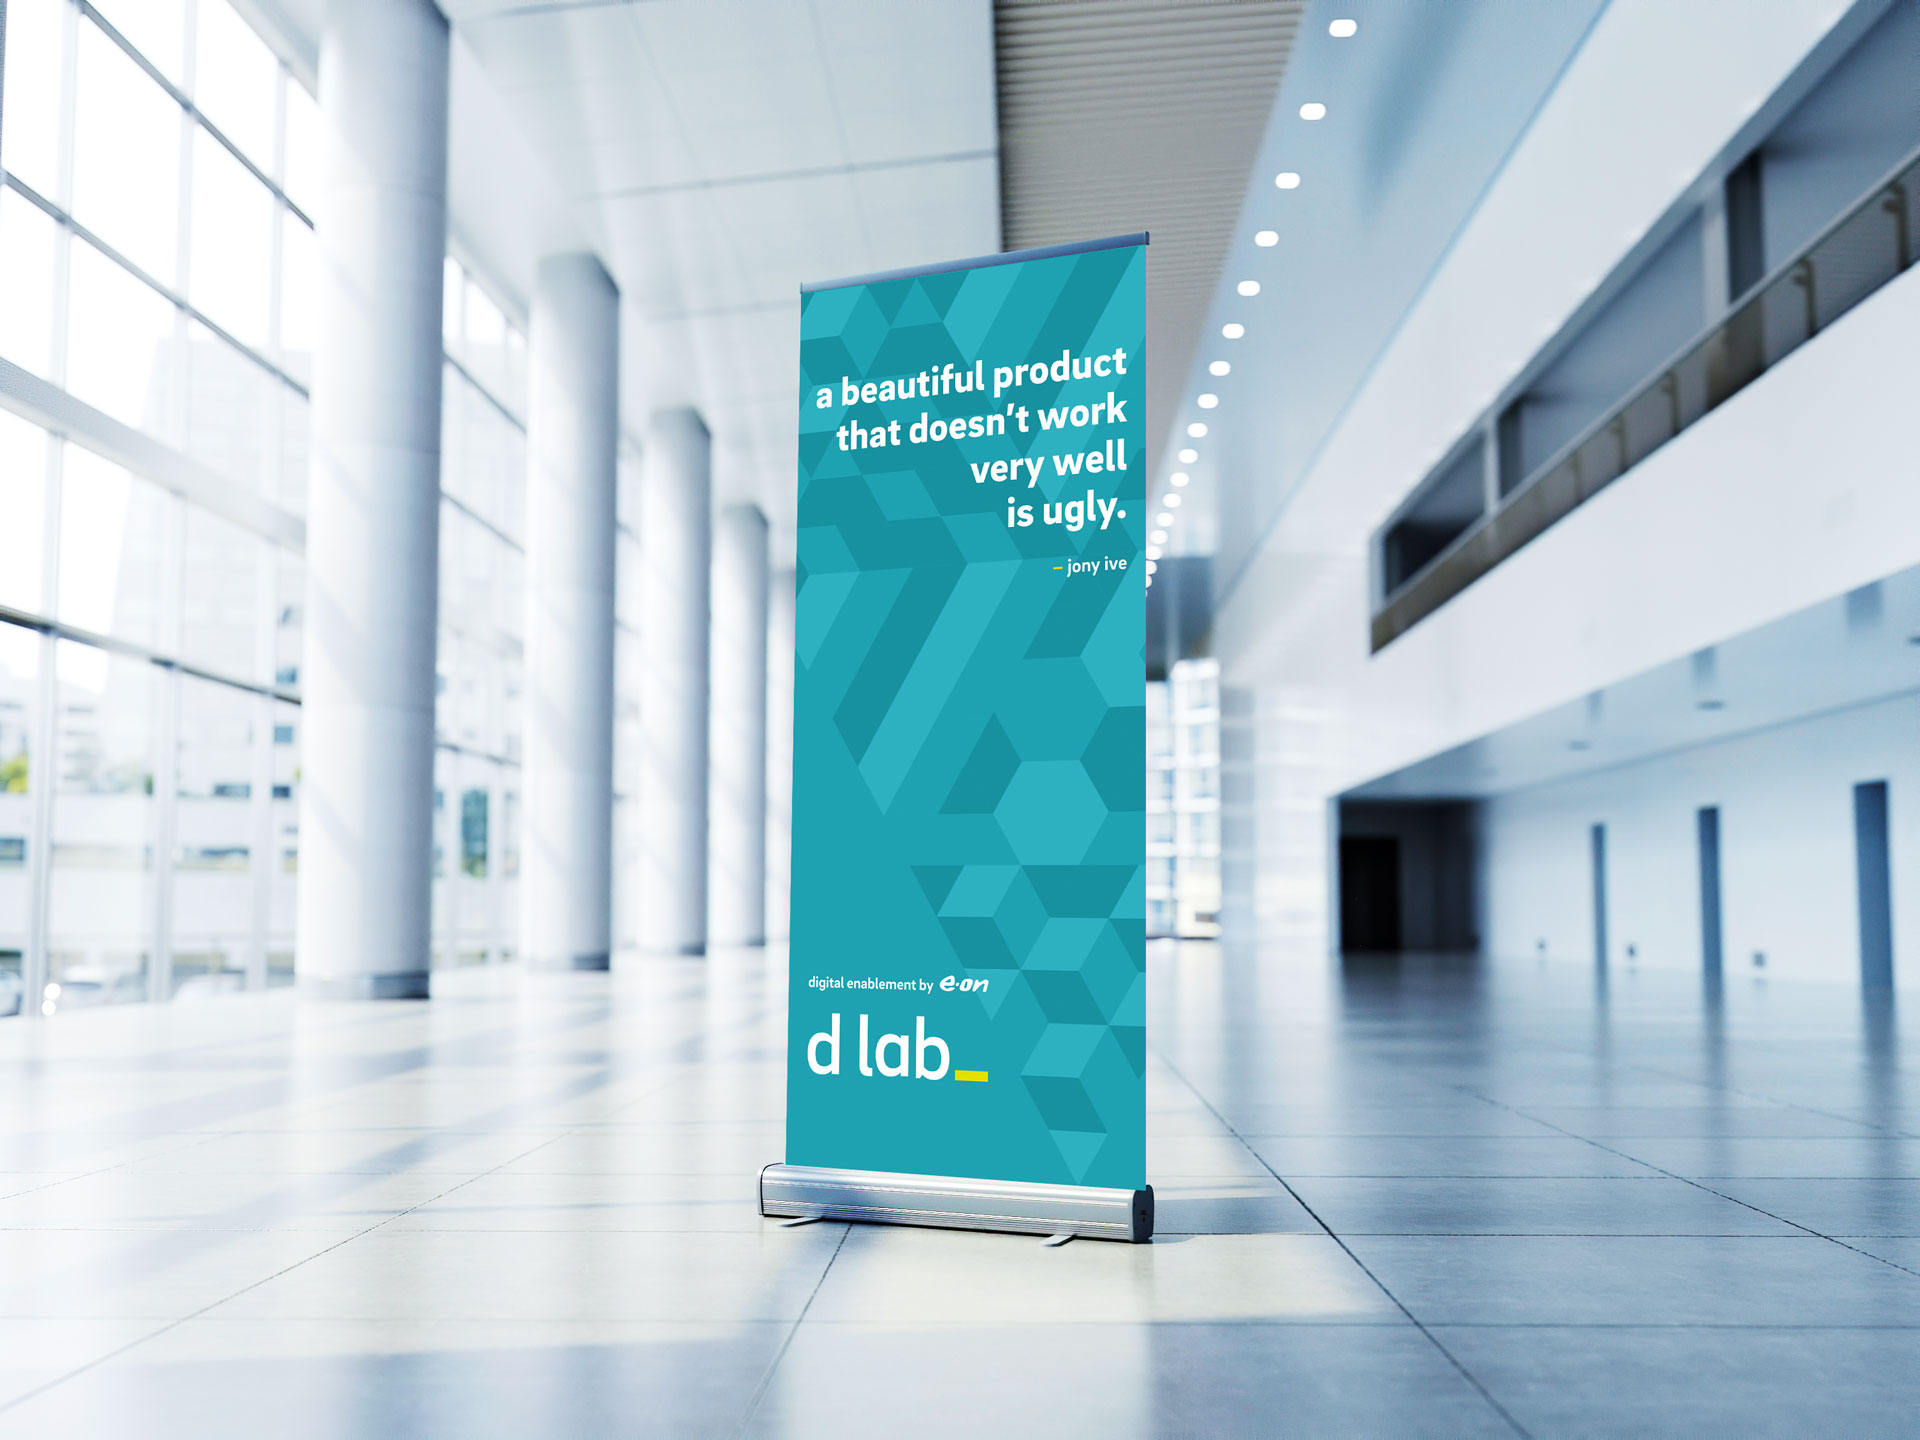 a beautiful product
that doesn't work
very well
is ugly.
– jony ive
digital enablement by e·on
d lab_